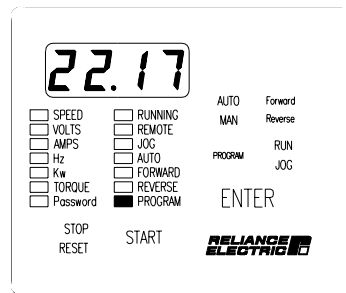 22.17
SPEED
VOLTS
AMPS
Hz
Kw
TORQUE
Password
RUNNING
REMOTE
JOG
AUTO
FORWARD
REVERSE
PROGRAM
AUTO
MAN
Forward
Reverse
PROGRAM
RUN
JOG
ENTER
STOP
RESET
START
RELIANCE
ELECTRIC